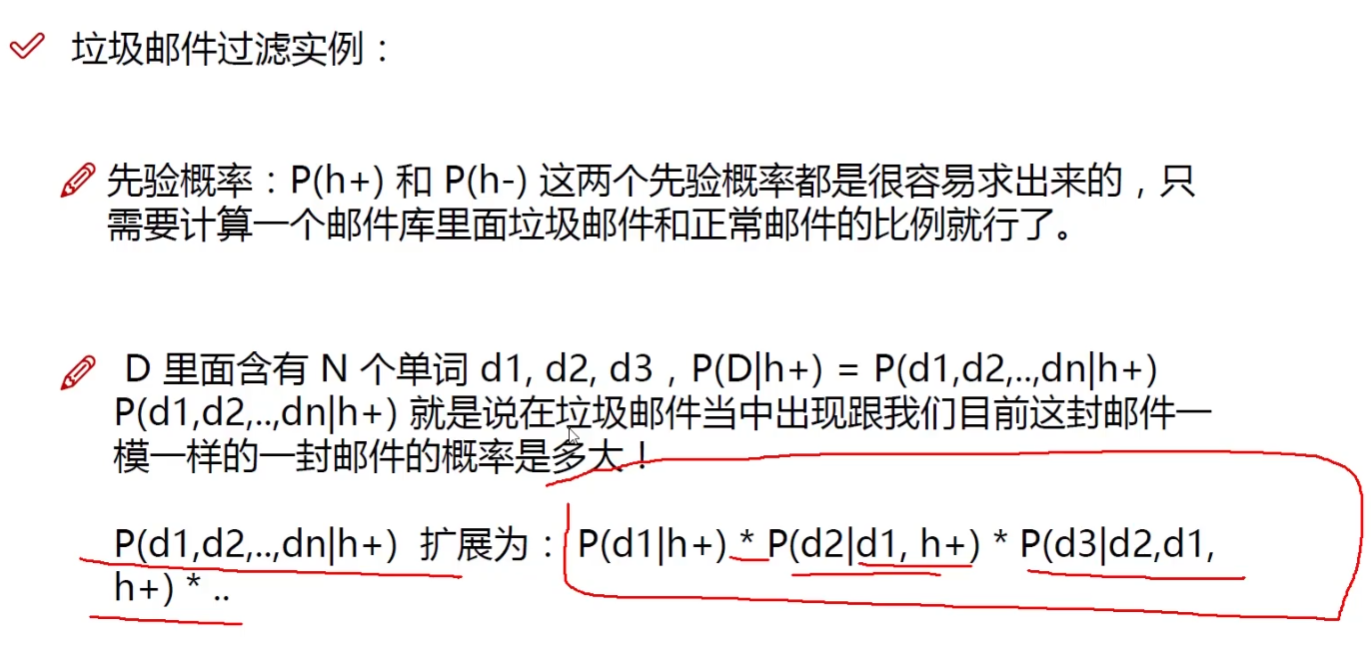 垃圾邮件过滤实例：
先验概率：P(h+) 和 P(h-) 这两个先验概率都是很容易求出来的，只
需要计算一个邮件库里面垃圾邮件和正常邮件的比例就行了。
D 里面含有 N 个单词 d1, d2, d3，P(D|h+) = P(d1,d2,..,dn|h+)
P(d1,d2,..,dn|h+) 就是说在垃圾邮件当中出现跟我们目前这封邮件一
模一样的一封邮件的概率是多大！
P(d1,d2,..,dn|h+) 扩展为：P(d1|h+) * P(d2|d1, h+) * P(d3|d2,d1,
h+) * ..